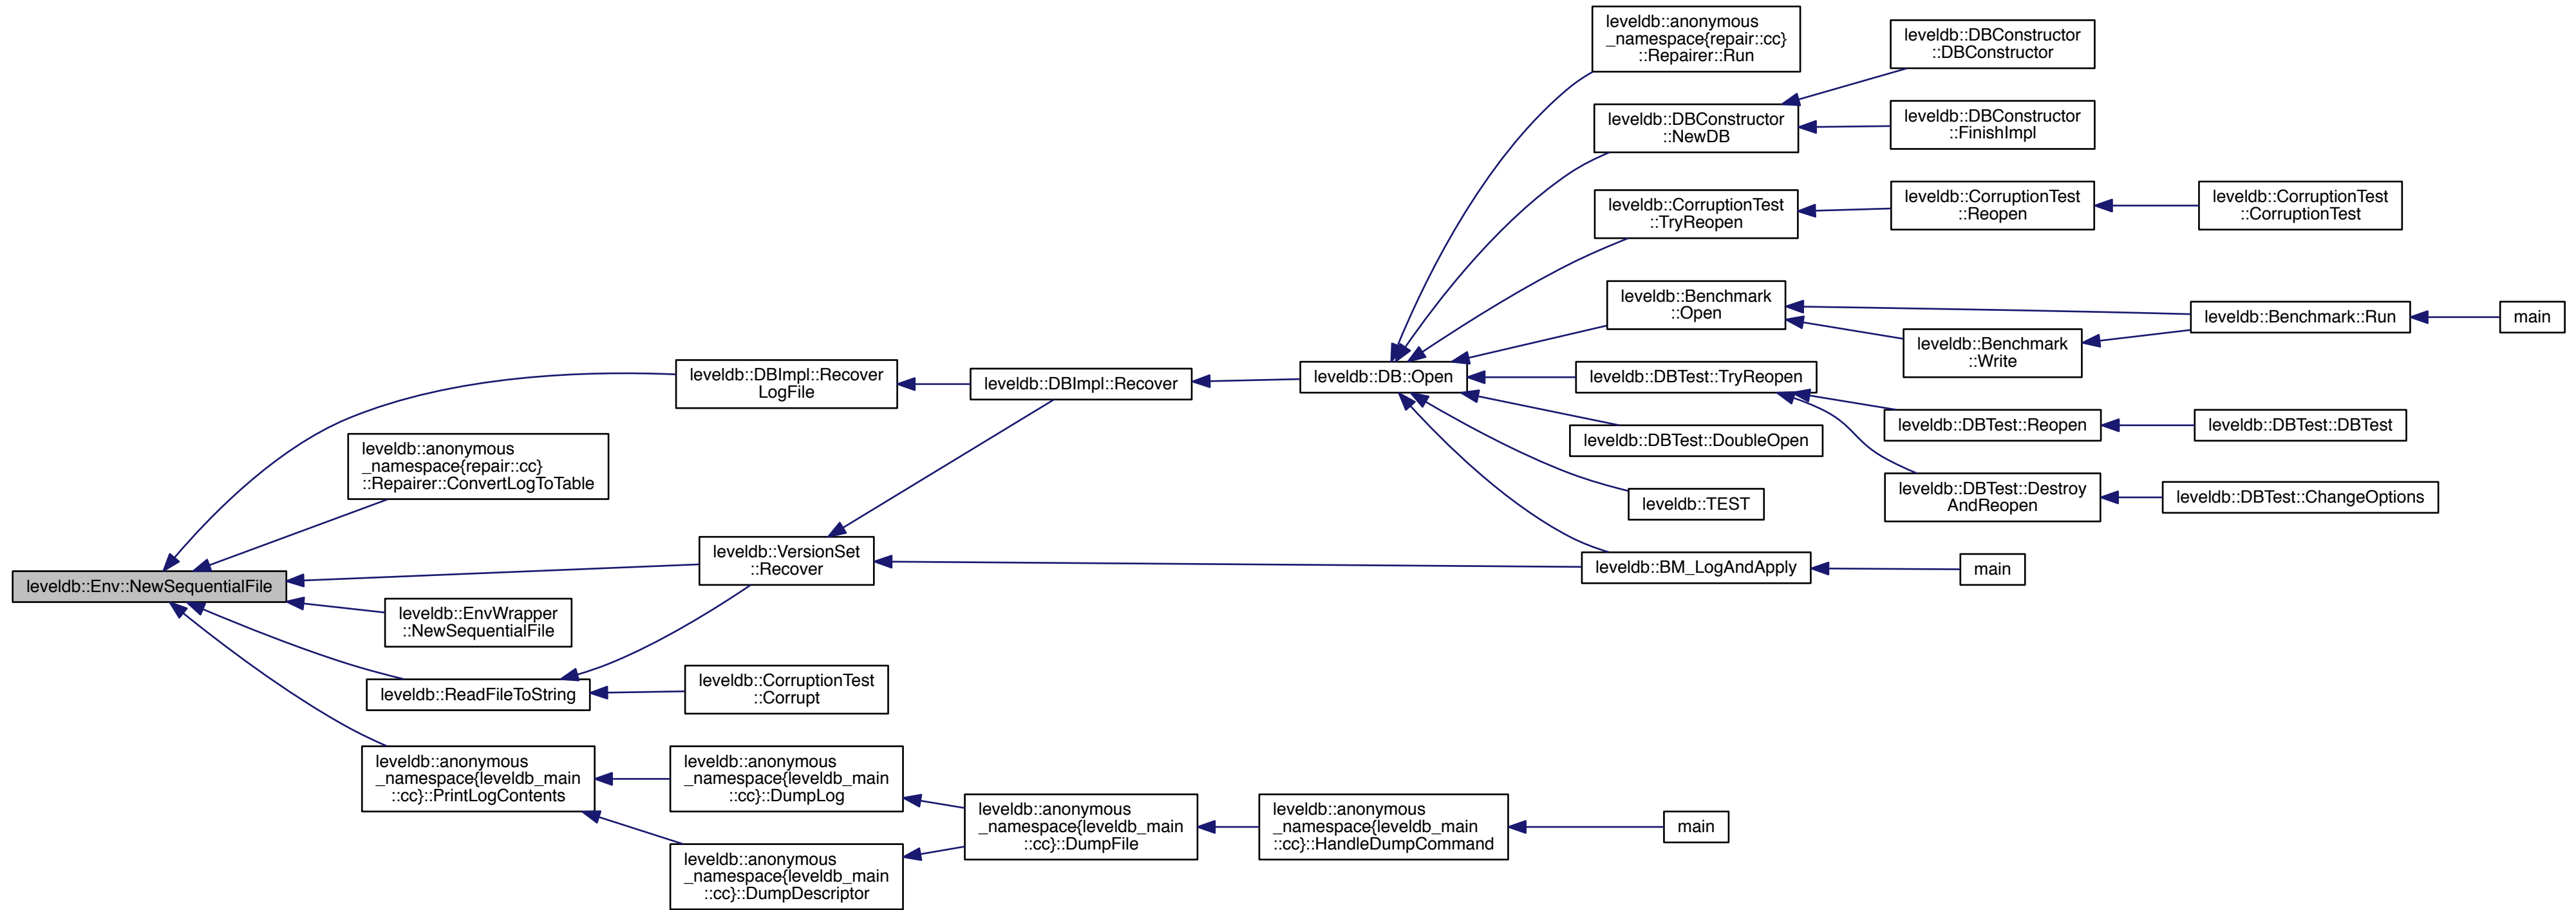 leveldb::Env::NewSequentialFile
leveldb::DBImpl::Recover
LogFile
leveldb::anonymous
_namespace{repair::cc}
::Repairer::ConvertLogToTable
leveldb::VersionSet
::Recover
leveldb::EnvWrapper
::NewSequentialFile
leveldb::ReadFileToString
leveldb::CorruptionTest
::Corrupt
leveldb::anonymous
_namespace{leveldb_main
::cc}::PrintLogContents
leveldb::anonymous
_namespace{leveldb_main
::cc}::DumpLog
leveldb::anonymous
_namespace{leveldb_main
::cc}::DumpDescriptor
leveldb::anonymous
_namespace{leveldb_main
::cc}::DumpFile
leveldb::anonymous
_namespace{leveldb_main
::cc}::HandleDumpCommand
main
leveldb::DBImpl::Recover
leveldb::DB::Open
leveldb::anonymous
_namespace{repair::cc}
::Repairer::Run
leveldb::DBConstructor
::NewDB
leveldb::DBConstructor
::DBConstructor
leveldb::DBConstructor
::FinishImpl
leveldb::CorruptionTest
::TryReopen
leveldb::CorruptionTest
::Reopen
leveldb::CorruptionTest
::CorruptionTest
leveldb::Benchmark
::Open
leveldb::Benchmark
::Write
leveldb::Benchmark::Run
main
leveldb::DBTest::TryReopen
leveldb::DBTest::Reopen
leveldb::DBTest::DBTest
leveldb::DBTest::Destroy
AndReopen
leveldb::DBTest::ChangeOptions
leveldb::DBTest::DoubleOpen
leveldb::TEST
leveldb::BM_LogAndApply
main